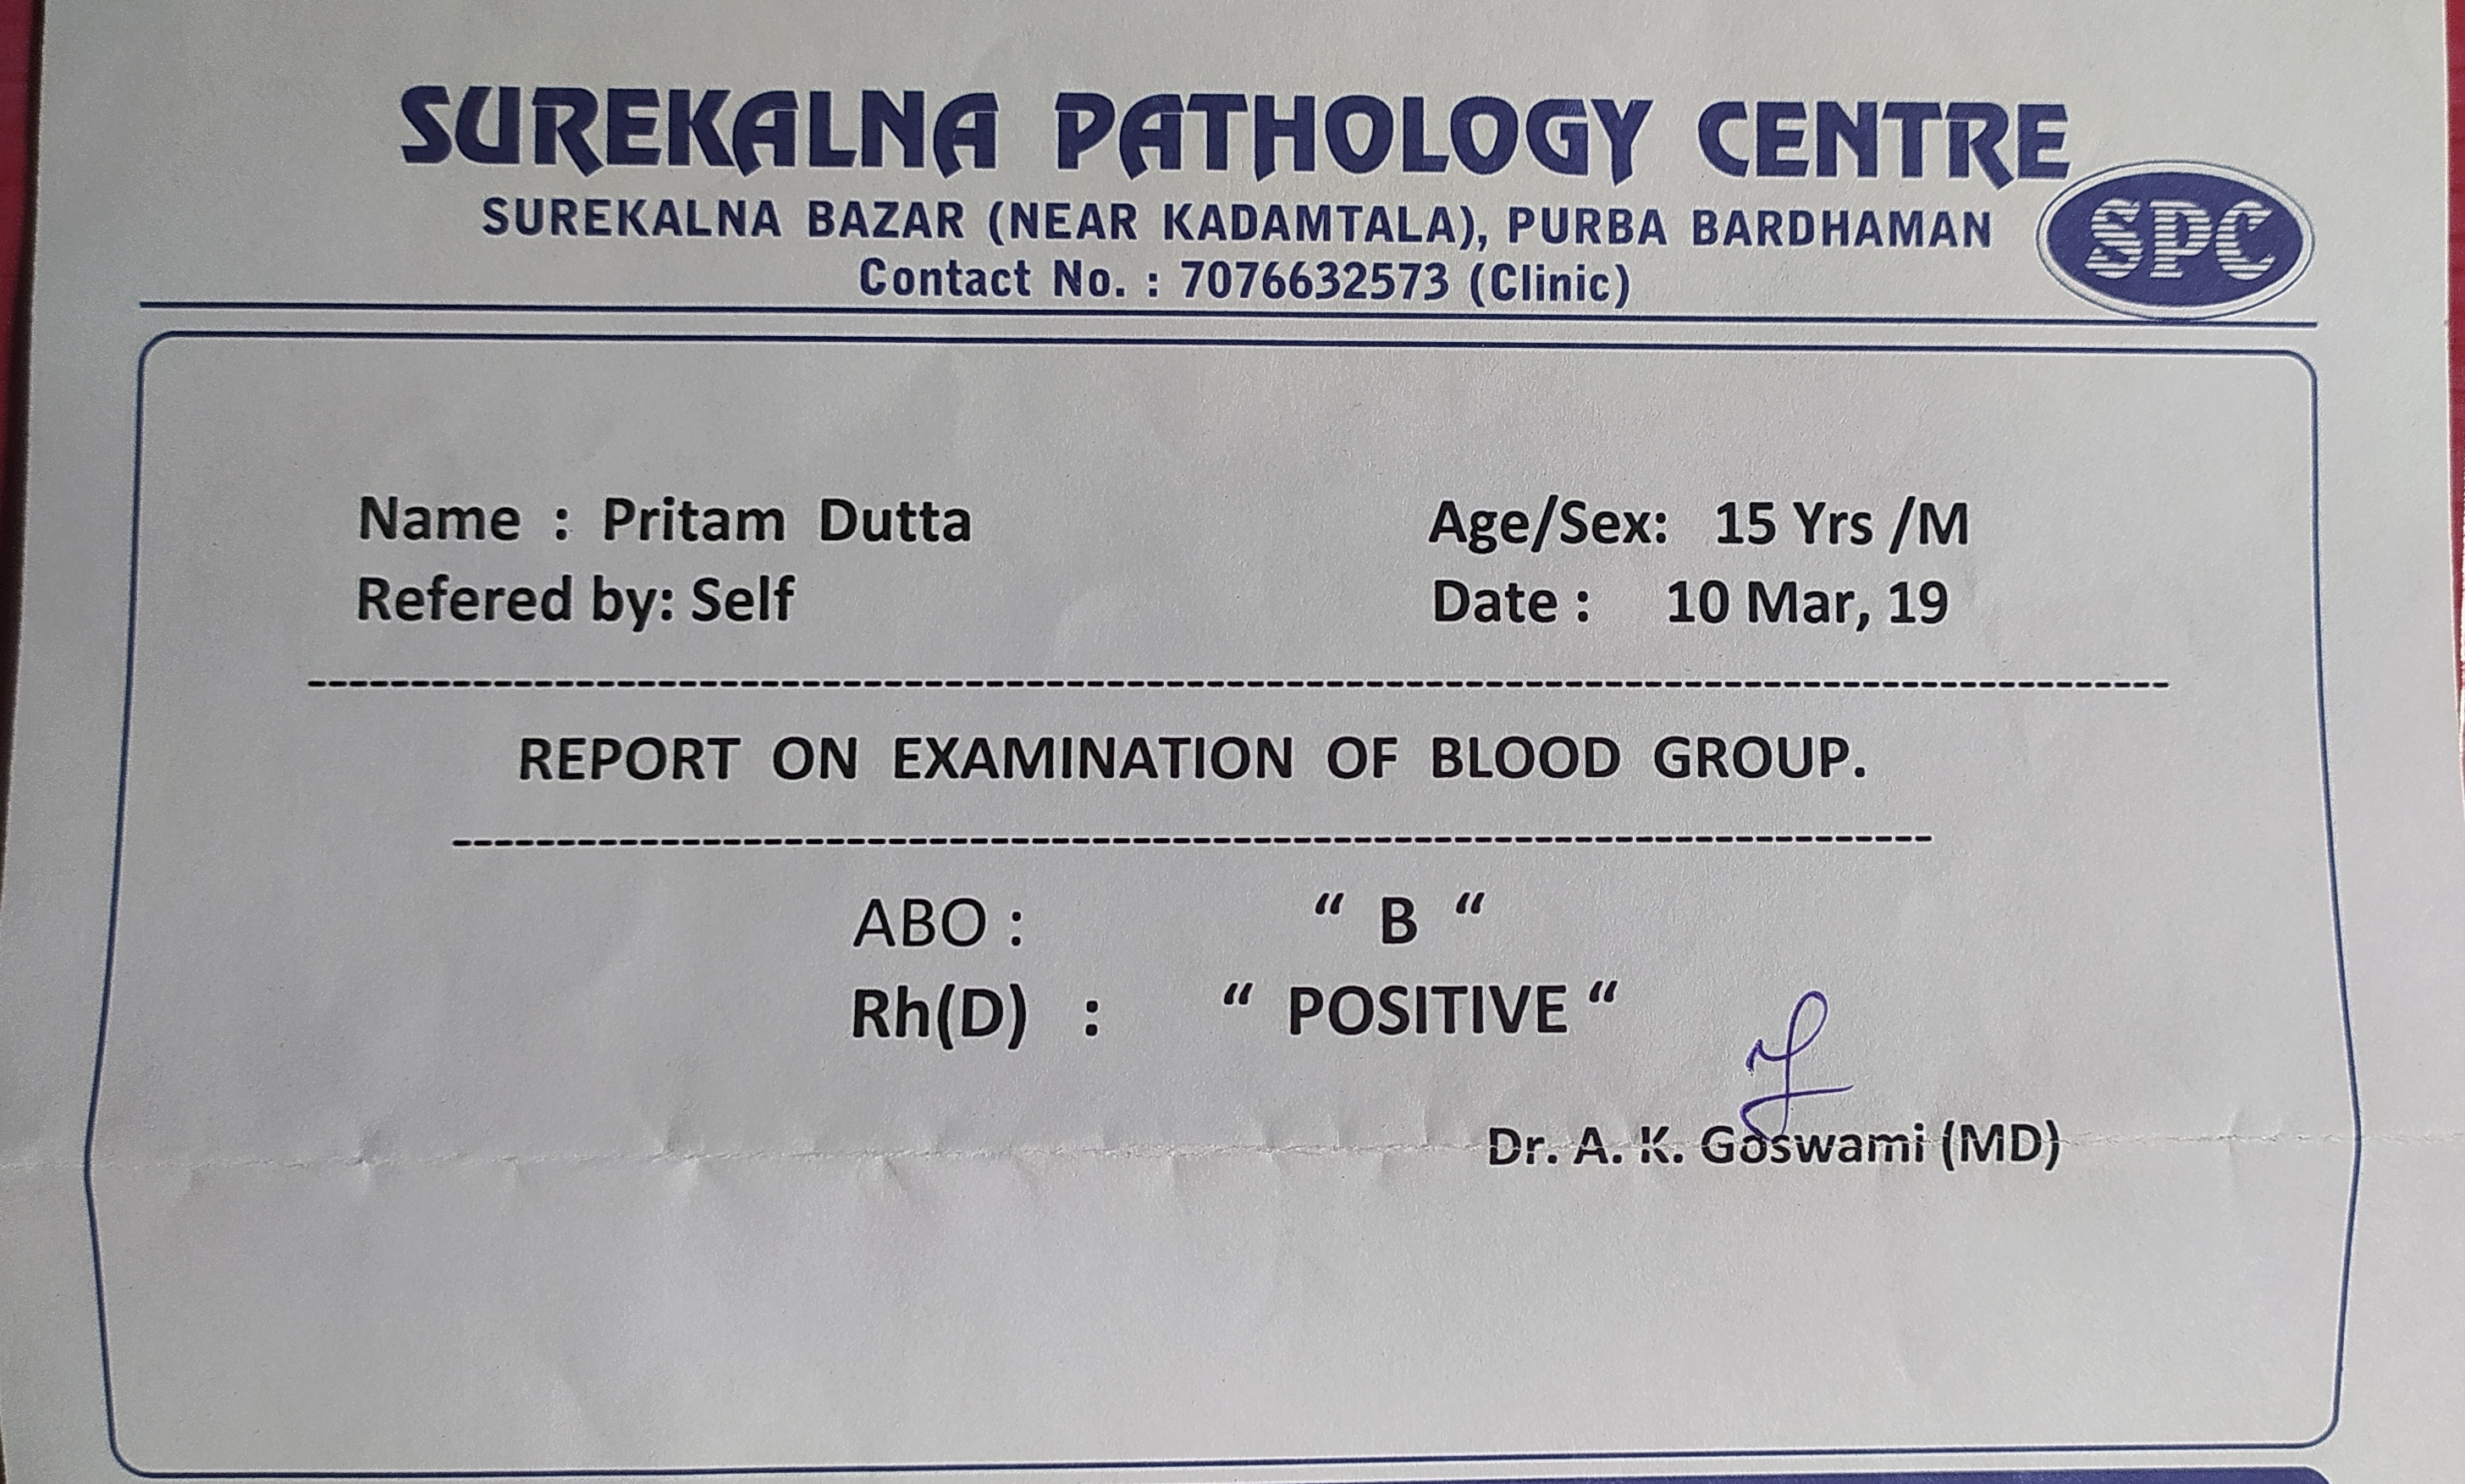 SUREKALNA PATHOLOGY CENTRE
SUREKALNA BAZAR (NEAR KADAMTALA), PURBA BARDHAMAN
Contact No. : 7076632573 (Clinic)
SPC
Name : Pritam Dutta Age/Sex: 15 Yrs /M
Refered by: Self Date : 10 Mar, 19
REPORT ON EXAMINATION OF BLOOD GROUP.
ABO : “ B “
Rh(D) : “ POSITIVE “
Dr. A. K. Goswami (MD)